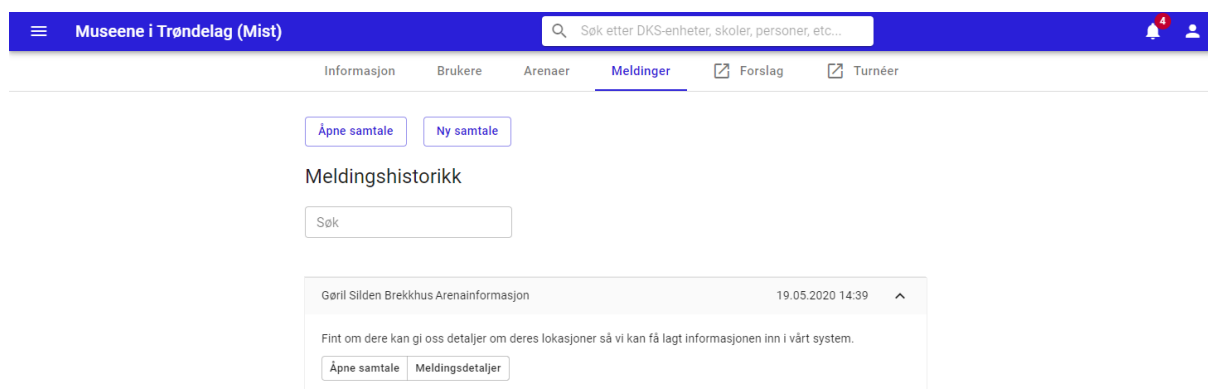 Museene i Trøndelag (Mist) Søk etter DKS-enheter, skoler, personer, etc... 4
Informasjon Brukere Arenaer Meldinger Forslag Turnéer
Åpne samtale Ny samtale
Meldingshistorikk
Søk
Gøril Silden Brekkhus Arenainformasjon 19.05.2020 14:39
Fint om dere kan gi oss detaljer om deres lokasjoner så vi kan få lagt informasjonen inn i vårt system.
Åpne samtale Meldingsdetaljer